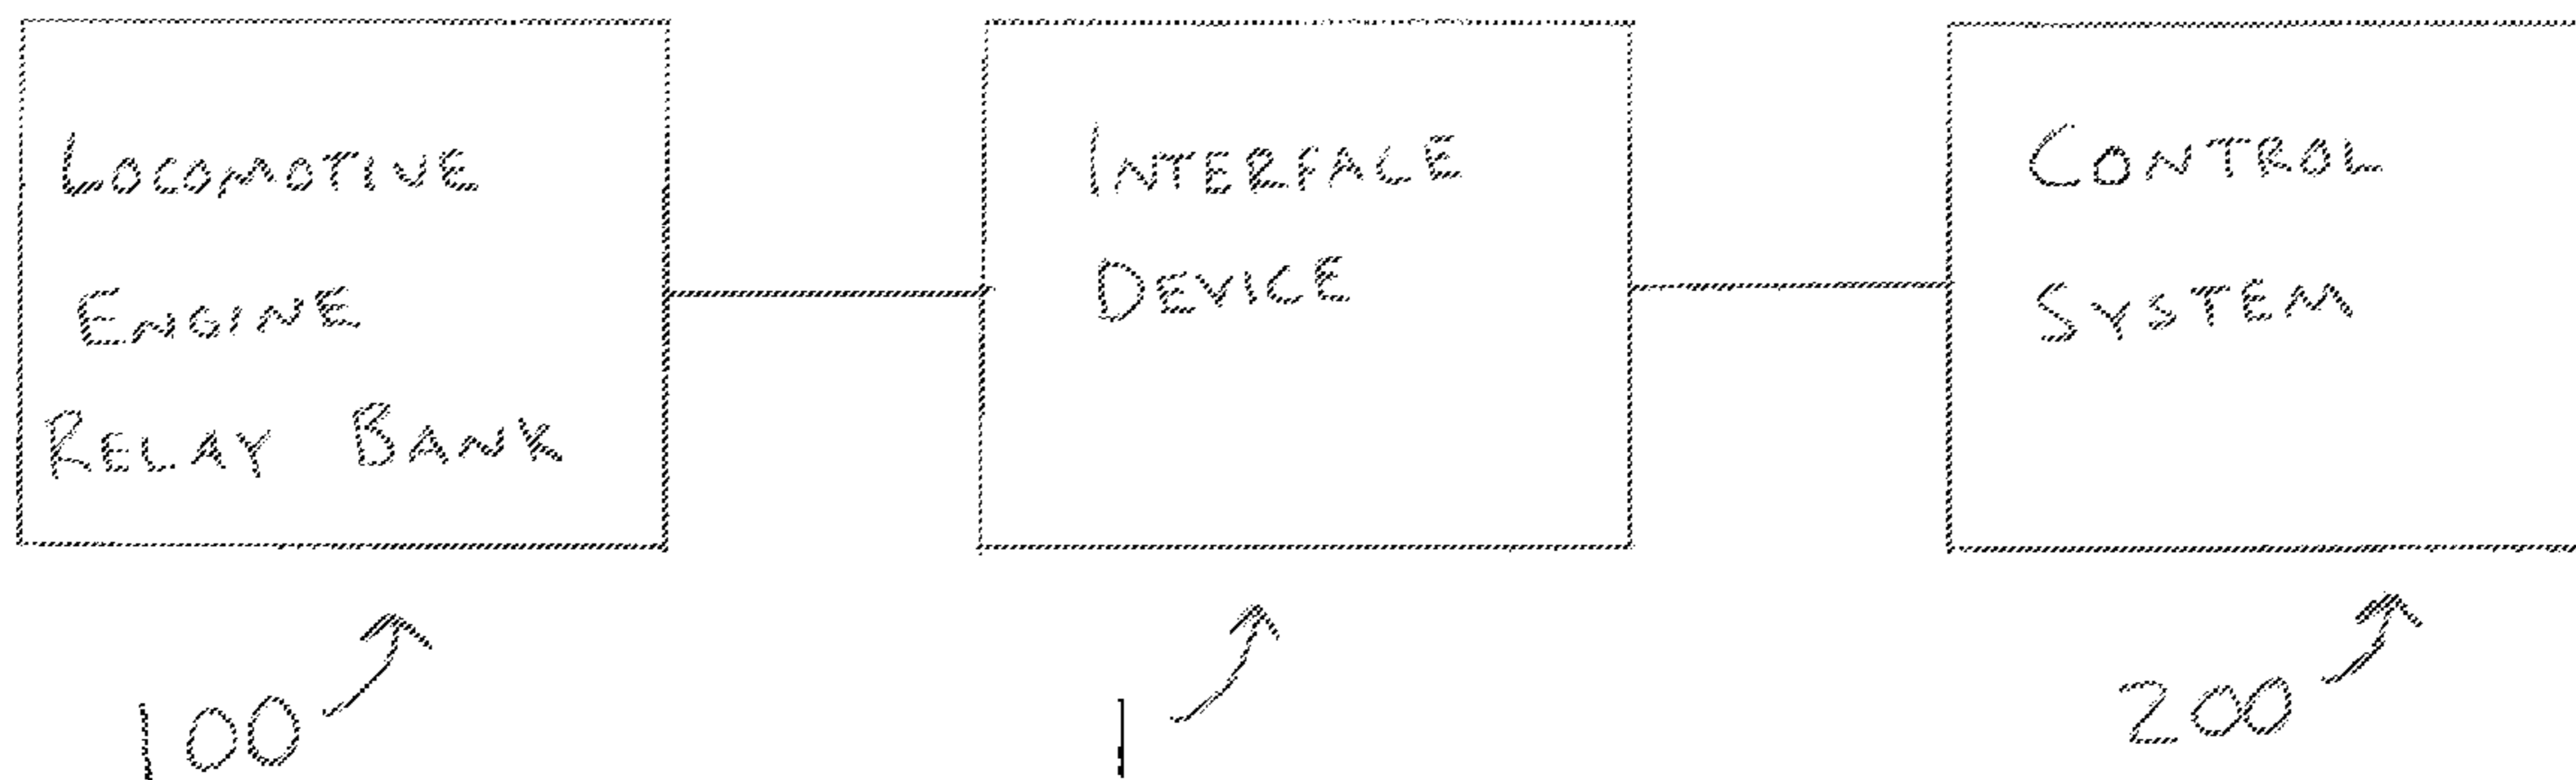 LOCOMOTIVE
ENGINE
RELAY BANK
INTERFACE
DEVICE
CONTROL
SYSTEM
100
1
200